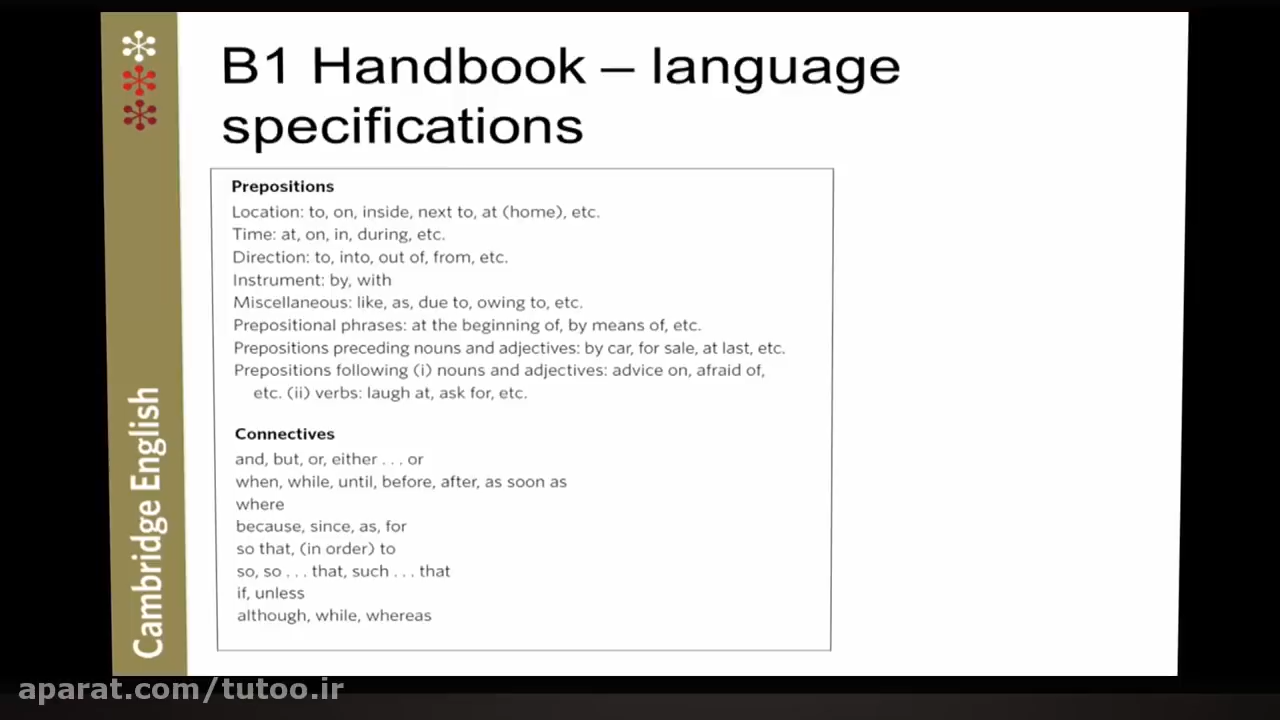 B1 Handbook – language
specifications
Prepositions
Location: to, on, inside, next to, at (home), etc.
Time: at, on, in, during, etc.
Direction: to, into, out of, from, etc.
Instrument: by, with
Miscellaneous: like, as, due to, owing to, etc.
Prepositional phrases: at the beginning of, by means of, etc.
Prepositions preceding nouns and adjectives: by car, for sale, at last, etc.
Prepositions following (i) nouns and adjectives: advice on, afraid of,
etc. (ii) verbs: laugh at, ask for, etc.
Connectives
and, but, or, either . . . or
when, while, until, before, after, as soon as
where
because, since, as, for
so that, (in order) to
so, so . . . that, such . . . that
if, unless
although, while, whereas
Cambridge English
aparat.com/tutoo.ir